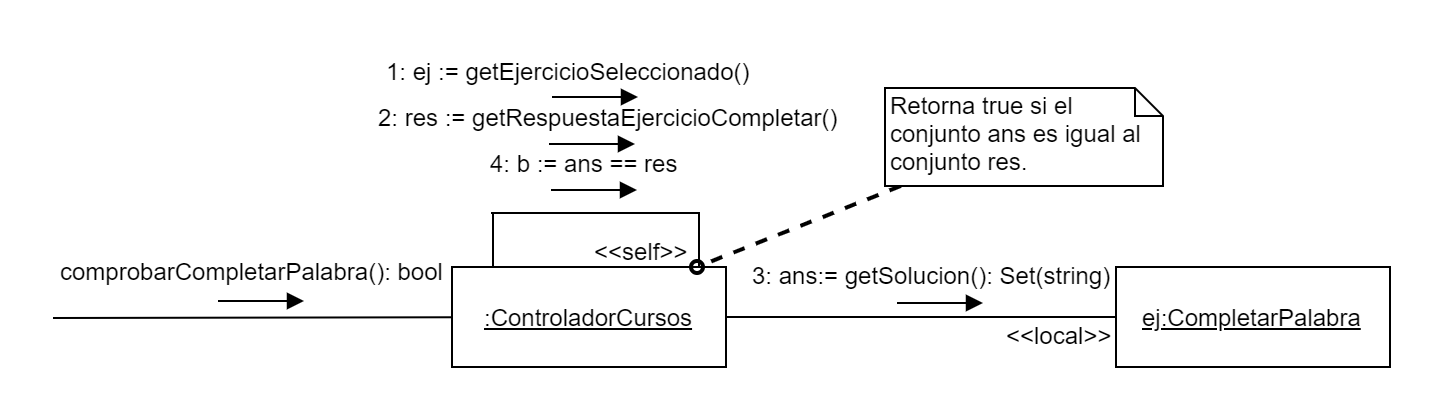 1: ej := getEjercicioSeleccionado()
2: res := getRespuestaEjercicioCompletar()
4: b := ans == res
Retorna true si el
conjunto ans es igual al
conjunto res.
<<self>>
comprobarCompletarPalabra(): bool
:ControladorCursos
3: ans:= getSolucion(): Set(string)
<<local>>
ej:CompletarPalabra